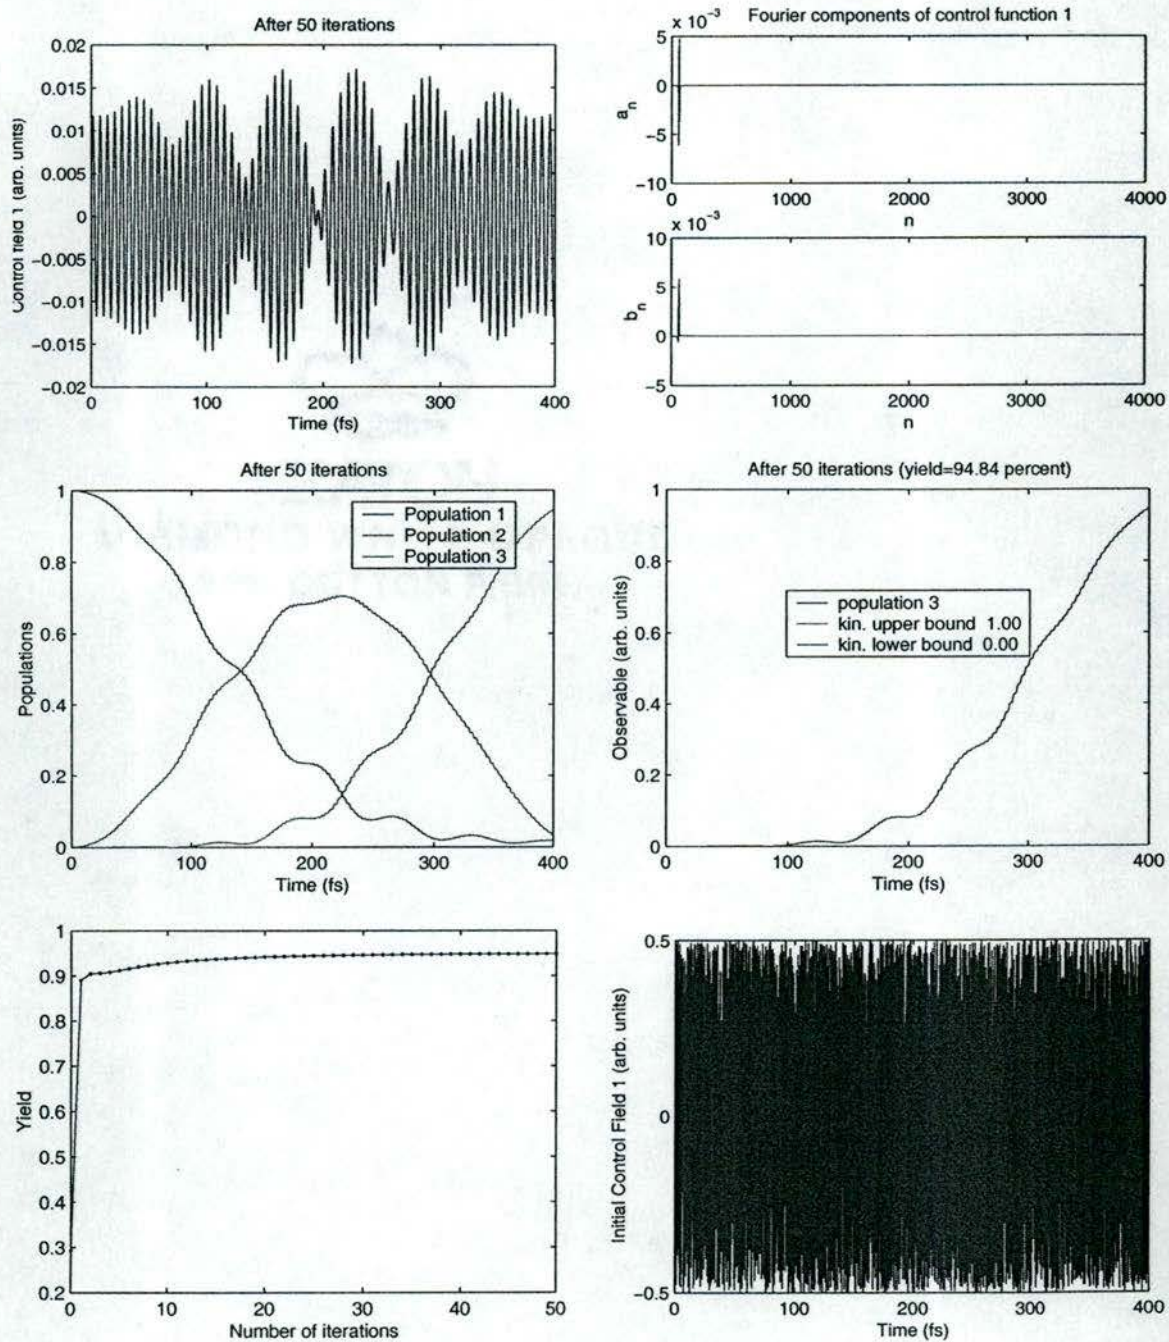 After 50 iterations
0.02
0.015
0.01
0.005
0
−0.005
−0.01
−0.015
−0.02
Control field 1 (arb. units)
0 100 200 300 400
Time (fs)
Fourier components of control function 1
x 10⁻³
5
0
−5
−10
a_n
0 1000 2000 3000 4000
n
x 10⁻³
10
5
0
−5
b_n
0 1000 2000 3000 4000
n
After 50 iterations
1
0.8
0.6
0.4
0.2
0
Populations
Population 1
Population 2
Population 3
0 100 200 300 400
Time (fs)
After 50 iterations (yield=94.84 percent)
1
0.8
0.6
0.4
0.2
0
Observable (arb. units)
population 3
kin. upper bound 1.00
kin. lower bound 0.00
0 100 200 300 400
Time (fs)
1
0.9
0.8
0.7
0.6
0.5
0.4
0.3
0.2
Yield
0 10 20 30 40 50
Number of iterations
0.5
0
−0.5
Initial Control Field 1 (arb. units)
0 100 200 300 400
Time (fs)